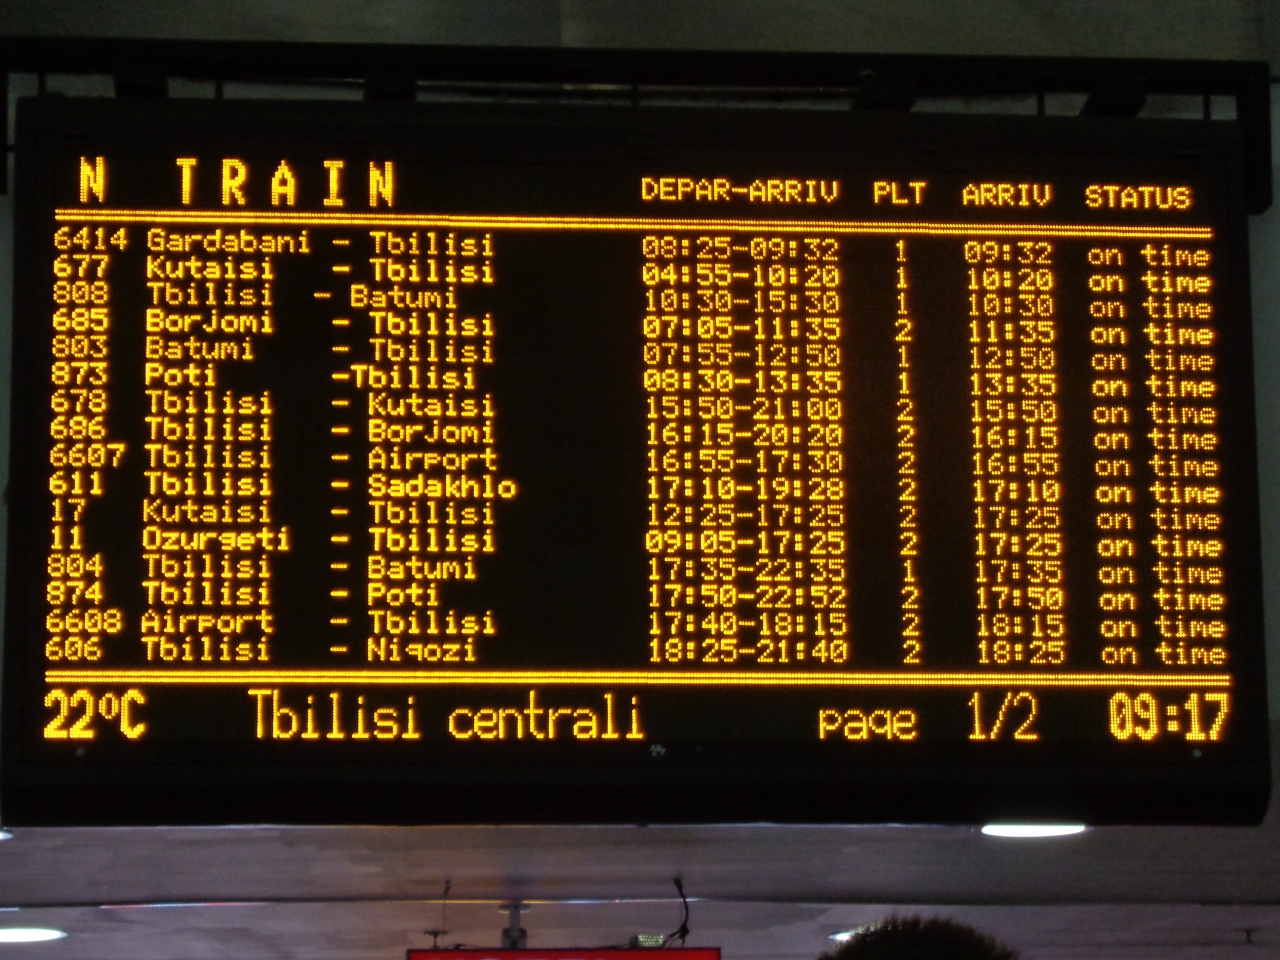 N TRAIN DEPAR-ARRIV PLT ARRIV STATUS
6414 Gardabani - Tbilisi 08:25-09:32 1 09:32 on time
677 Kutaisi - Tbilisi 04:55-10:20 1 10:20 on time
808 Tbilisi - Batumi 10:30-15:30 1 10:30 on time
685 Borjomi - Tbilisi 07:05-11:35 2 11:35 on time
803 Batumi - Tbilisi 07:55-12:50 1 12:50 on time
873 Poti -Tbilisi 08:30-13:35 1 13:35 on time
678 Tbilisi - Kutaisi 15:50-21:00 2 15:50 on time
686 Tbilisi - Borjomi 16:15-20:20 2 16:15 on time
6607 Tbilisi - Airport 16:55-17:30 2 16:55 on time
611 Tbilisi - Sadakhlo 17:10-19:28 2 17:10 on time
17 Kutaisi - Tbilisi 12:25-17:25 2 17:25 on time
11 Ozurgeti - Tbilisi 09:05-17:25 2 17:25 on time
804 Tbilisi - Batumi 17:35-22:35 1 17:35 on time
874 Tbilisi - Poti 17:50-22:52 2 17:50 on time
6608 Airport - Tbilisi 17:40-18:15 2 18:15 on time
606 Tbilisi - Niqozi 18:25-21:40 2 18:25 on time
22°C Tbilisi centrali page 1/2 09:17